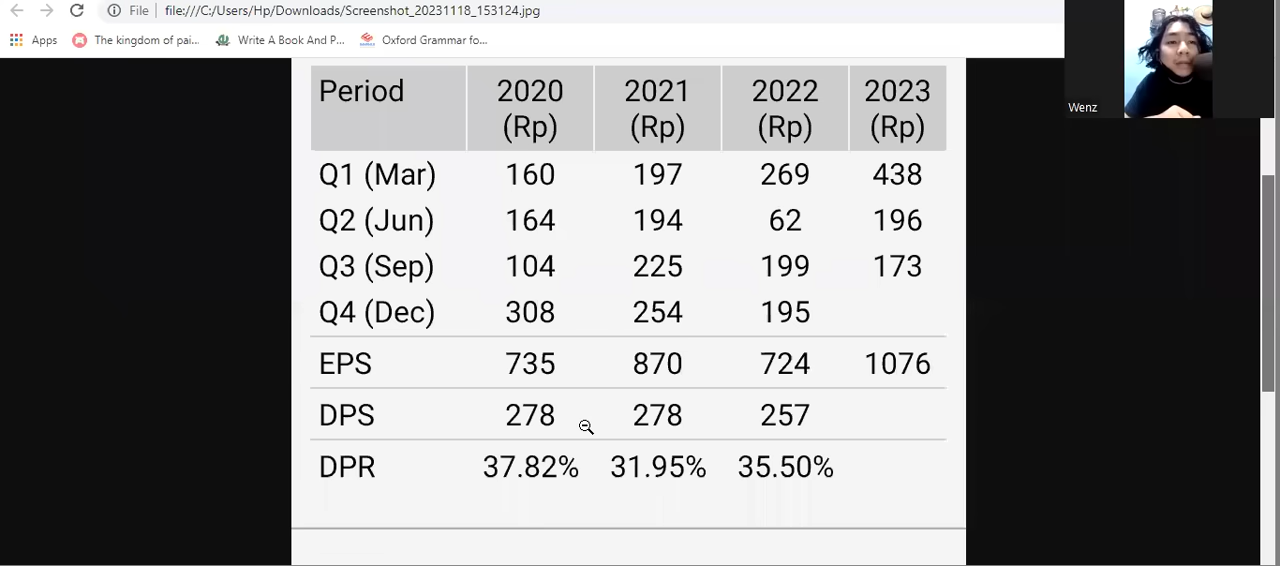 File | file:///C:/Users/Hp/Downloads/Screenshot_20231118_153124.jpg
Apps The kingdom of pai... Write A Book And P... Oxford Grammar fo...
Wenz
Period 2020 (Rp) 2021 (Rp) 2022 (Rp) 2023 (Rp)
Q1 (Mar) 160 197 269 438
Q2 (Jun) 164 194 62 196
Q3 (Sep) 104 225 199 173
Q4 (Dec) 308 254 195
EPS 735 870 724 1076
DPS 278 278 257
DPR 37.82% 31.95% 35.50%